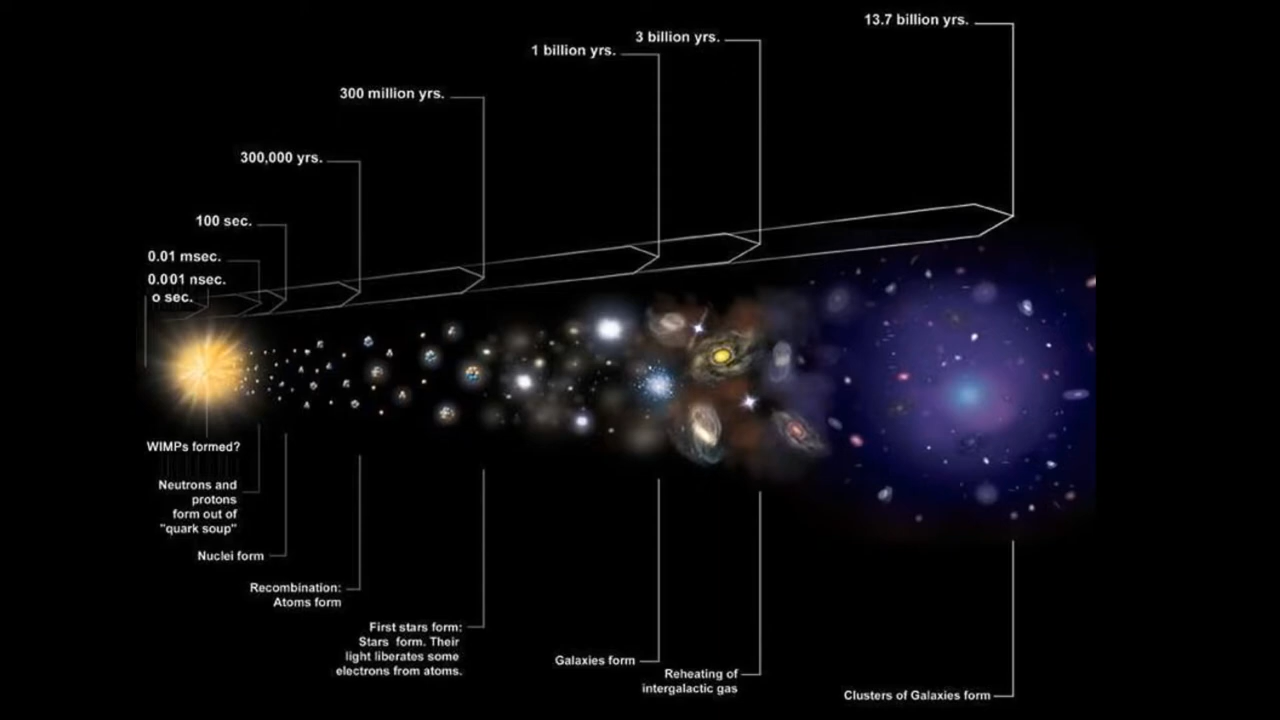 13.7 billion yrs.
3 billion yrs.
1 billion yrs.
300 million yrs.
300,000 yrs.
100 sec.
0.01 msec.
0.001 nsec.
o sec.
WIMPs formed?
Neutrons and
protons
form out of
"quark soup"
Nuclei form
Recombination:
Atoms form
First stars form:
Stars form. Their
light liberates some
electrons from atoms.
Galaxies form
Reheating of
intergalactic gas
Clusters of Galaxies form